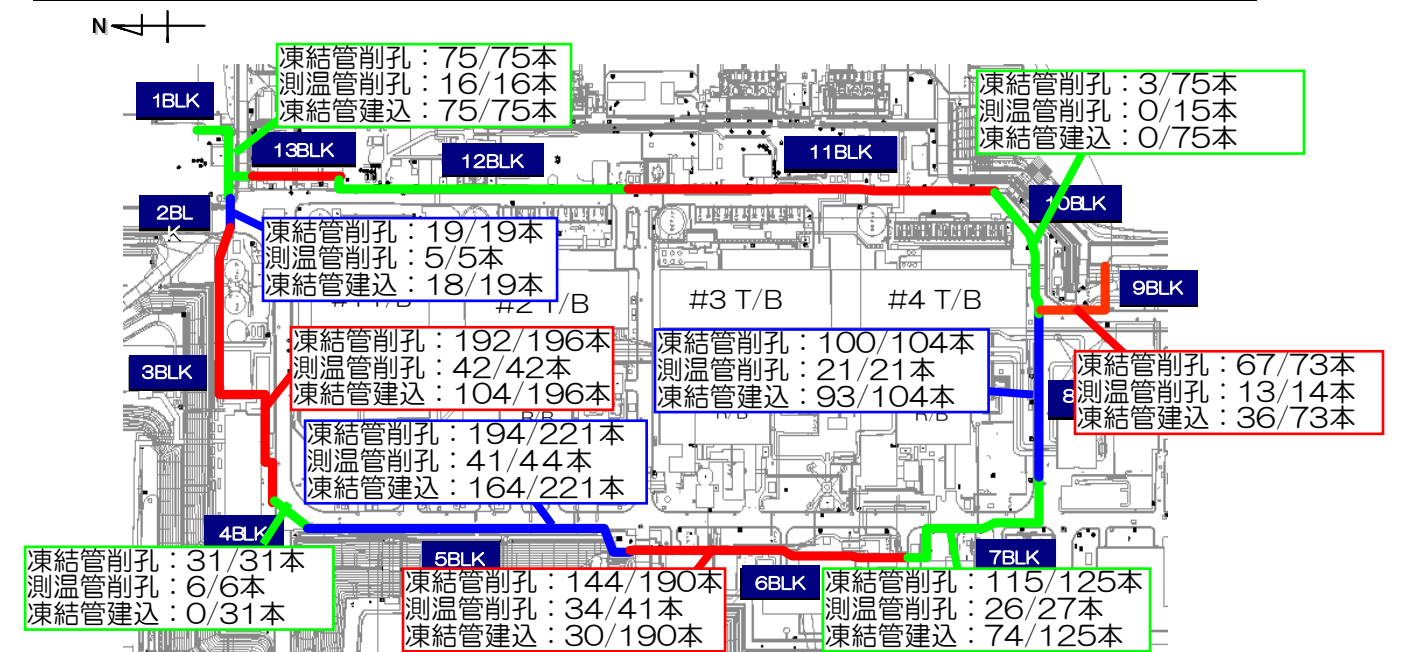 N
凍結管削孔：75/75本
測温管削孔：16/16本
凍結管建込：75/75本
凍結管削孔：3/75本
測温管削孔：0/15本
凍結管建込：0/75本
1BLK
13BLK
12BLK
11BLK
10BLK
2BL
K
凍結管削孔：19/19本
測温管削孔：5/5本
凍結管建込：18/19本
#2 T/B
#3 T/B
#4 T/B
9BLK
凍結管削孔：192/196本
測温管削孔：42/42本
凍結管建込：104/196本
凍結管削孔：100/104本
測温管削孔：21/21本
凍結管建込：93/104本
凍結管削孔：67/73本
測温管削孔：13/14本
凍結管建込：36/73本
3BLK
8
凍結管削孔：194/221本
測温管削孔：41/44本
凍結管建込：164/221本
4BLK
5BLK
6BLK
7BLK
凍結管削孔：31/31本
測温管削孔：6/6本
凍結管建込：0/31本
凍結管削孔：144/190本
測温管削孔：34/41本
凍結管建込：30/190本
凍結管削孔：115/125本
測温管削孔：26/27本
凍結管建込：74/125本